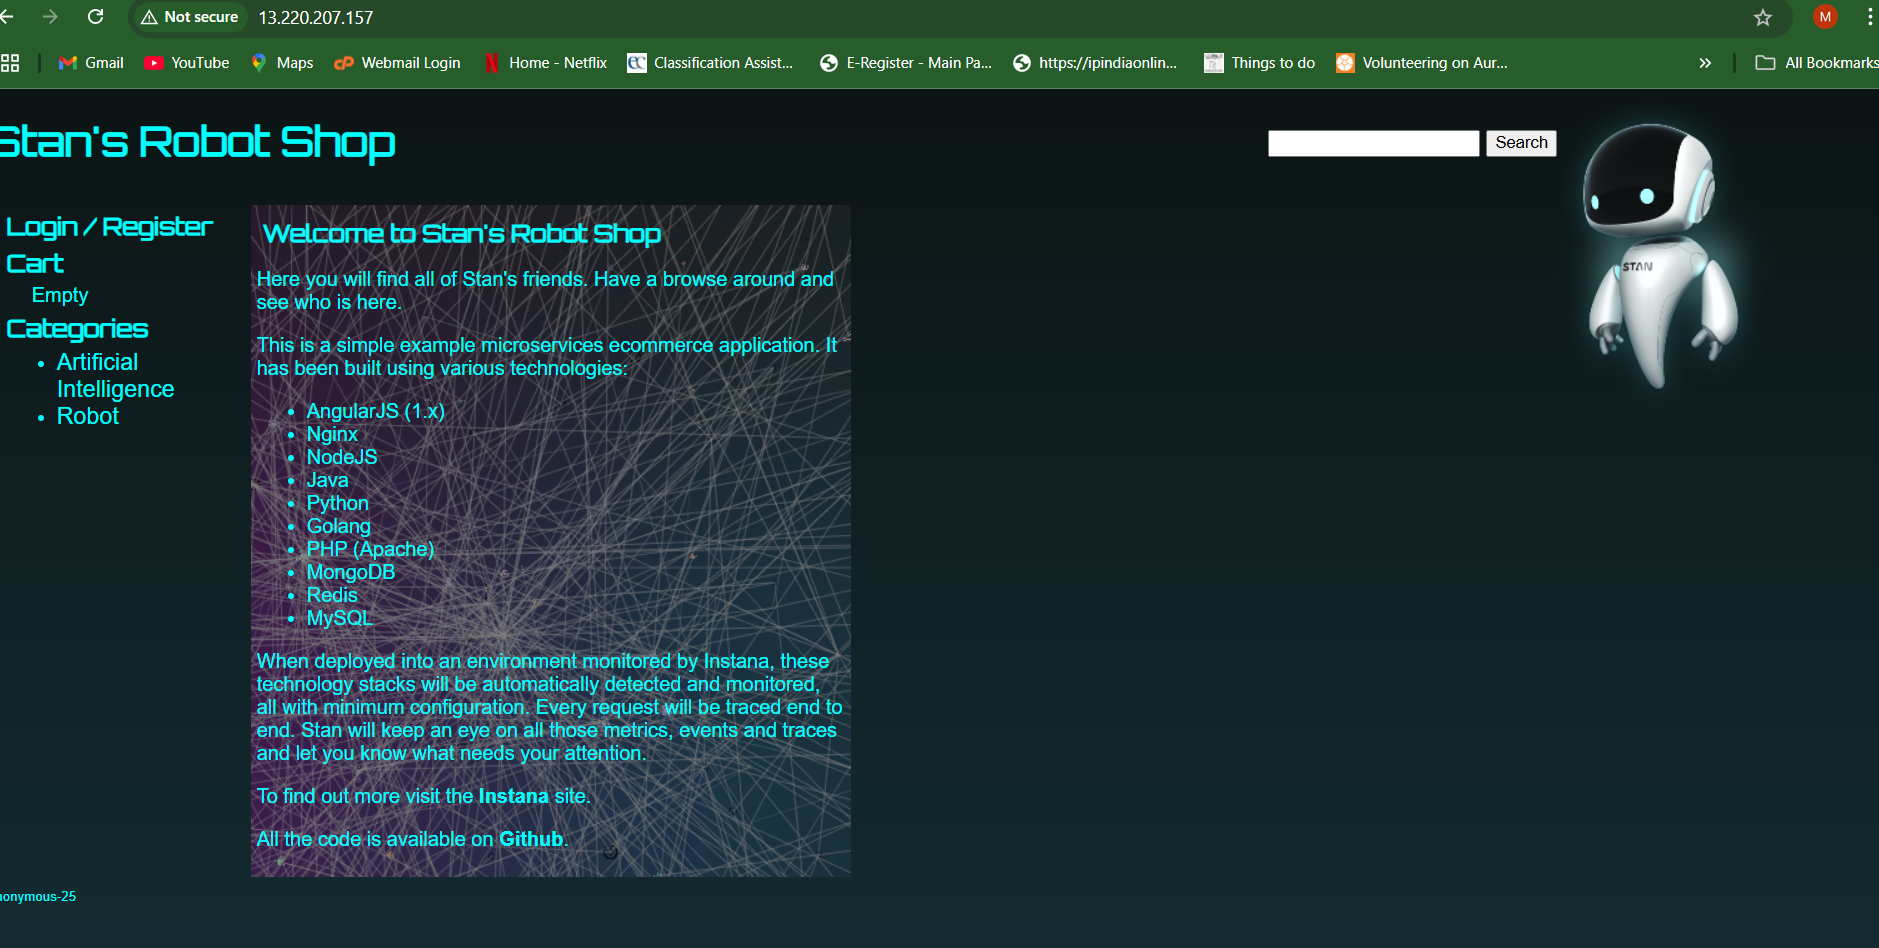 Not secure 13.220.207.157 M
Gmail YouTube Maps Webmail Login Home - Netflix Classification Assist... E-Register - Main Pa... https://ipindiaonlin... Things to do Volunteering on Aur... » All Bookmarks
Stan's Robot Shop
Search
STAN
Login / Register
Cart
Empty
Categories
• Artificial
Intelligence
• Robot
Welcome to Stan's Robot Shop
Here you will find all of Stan's friends. Have a browse around and
see who is here.
This is a simple example microservices ecommerce application. It
has been built using various technologies:
• AngularJS (1.x)
• Nginx
• NodeJS
• Java
• Python
• Golang
• PHP (Apache)
• MongoDB
• Redis
• MySQL
When deployed into an environment monitored by Instana, these
technology stacks will be automatically detected and monitored,
all with minimum configuration. Every request will be traced end to
end. Stan will keep an eye on all those metrics, events and traces
and let you know what needs your attention.
To find out more visit the Instana site.
All the code is available on Github.
nonymous-25